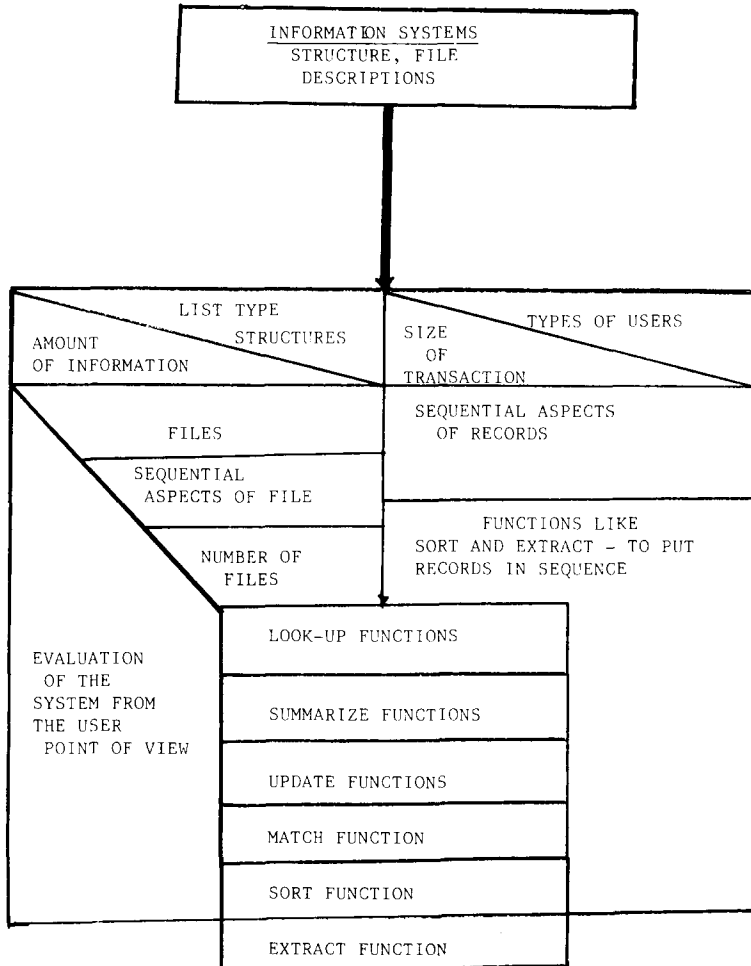 INFORMATION SYSTEMS
STRUCTURE, FILE
DESCRIPTIONS
LIST TYPE
STRUCTURES
AMOUNT
OF INFORMATION
TYPES OF USERS
SIZE
OF
TRANSACTION
FILES
SEQUENTIAL
ASPECTS OF FILE
NUMBER OF
FILES
SEQUENTIAL ASPECTS
OF RECORDS
FUNCTIONS LIKE
SORT AND EXTRACT - TO PUT
RECORDS IN SEQUENCE
EVALUATION
OF THE
SYSTEM FROM
THE USER
POINT OF VIEW
LOOK-UP FUNCTIONS
SUMMARIZE FUNCTIONS
UPDATE FUNCTIONS
MATCH FUNCTION
SORT FUNCTION
EXTRACT FUNCTION